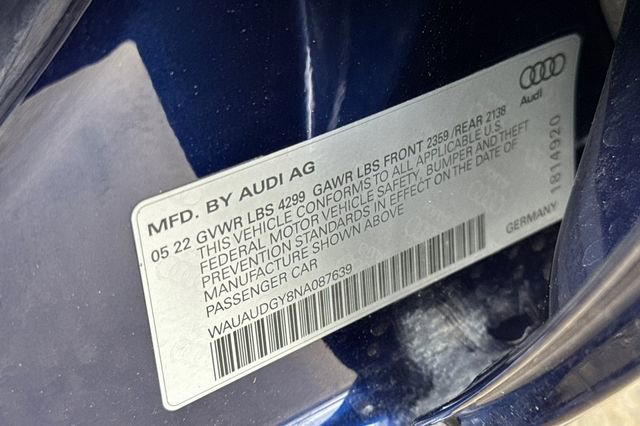 Audi
MFD. BY AUDI AG
05 22 GVWR LBS 4299 GAWR LBS FRONT 2359 /REAR 2138
THIS VEHICLE CONFORMS TO ALL APPLICABLE U.S.
FEDERAL MOTOR VEHICLE SAFETY, BUMPER AND THEFT
PREVENTION STANDARDS IN EFFECT ON THE DATE OF
MANUFACTURE SHOWN ABOVE
PASSENGER CAR
WAUAUDGY8NA087639
GERMANY
1814920